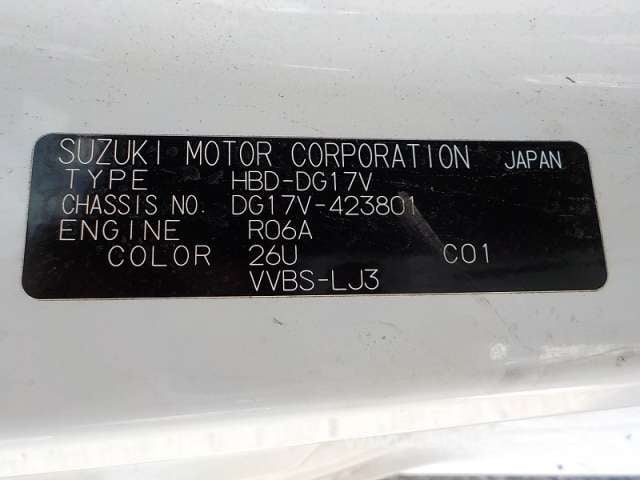 SUZUKI MOTOR CORPORATION JAPAN
TYPE HBD-DG17V
CHASSIS NO. DG17V-423801
ENGINE R06A
COLOR 26U C01
VVBS-LJ3